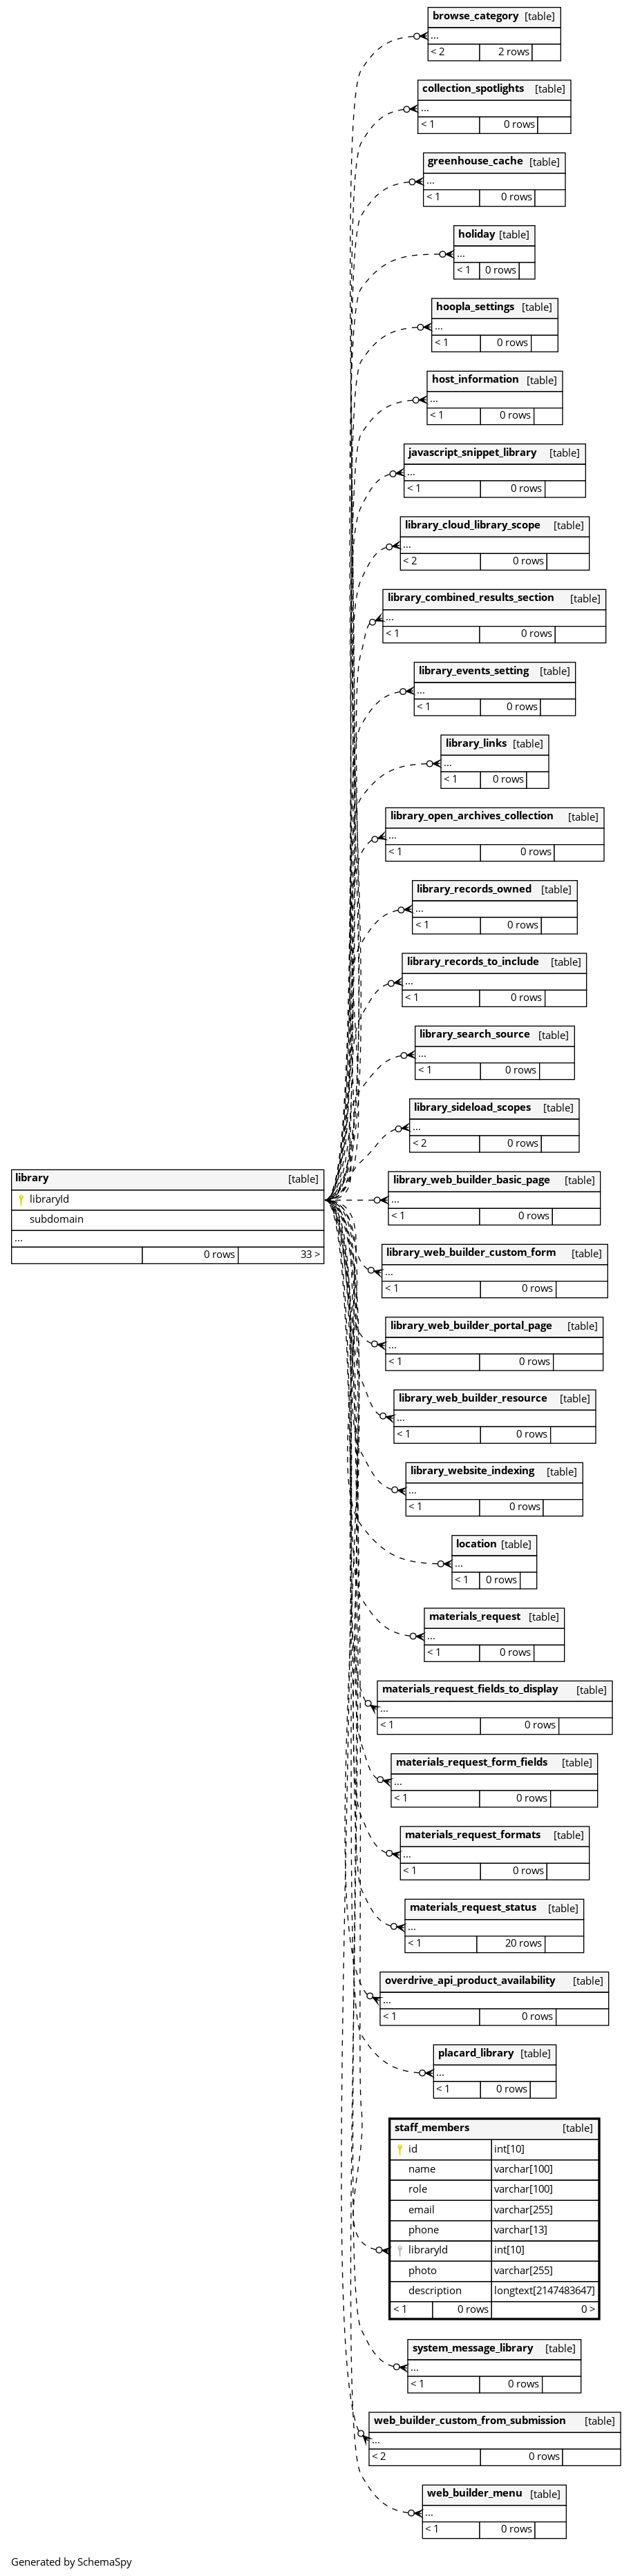 browse_category [table]
...
< 2 2 rows
collection_spotlights [table]
...
< 1 0 rows
greenhouse_cache [table]
...
< 1 0 rows
holiday [table]
...
< 1 0 rows
hoopla_settings [table]
...
< 1 0 rows
host_information [table]
...
< 1 0 rows
javascript_snippet_library [table]
...
< 1 0 rows
library_cloud_library_scope [table]
...
< 2 0 rows
library_combined_results_section [table]
...
< 1 0 rows
library_events_setting [table]
...
< 1 0 rows
library_links [table]
...
< 1 0 rows
library_open_archives_collection [table]
...
< 1 0 rows
library_records_owned [table]
...
< 1 0 rows
library_records_to_include [table]
...
< 1 0 rows
library_search_source [table]
...
< 1 0 rows
library_sideload_scopes [table]
...
< 2 0 rows
library [table]
libraryId
subdomain
...
0 rows 33 >
library_web_builder_basic_page [table]
...
< 1 0 rows
library_web_builder_custom_form [table]
...
< 1 0 rows
library_web_builder_portal_page [table]
...
< 1 0 rows
library_web_builder_resource [table]
...
< 1 0 rows
library_website_indexing [table]
...
< 1 0 rows
location [table]
...
< 1 0 rows
materials_request [table]
...
< 1 0 rows
materials_request_fields_to_display [table]
...
< 1 0 rows
materials_request_form_fields [table]
...
< 1 0 rows
materials_request_formats [table]
...
< 1 0 rows
materials_request_status [table]
...
< 1 20 rows
overdrive_api_product_availability [table]
...
< 1 0 rows
placard_library [table]
...
< 1 0 rows
staff_members [table]
id int[10]
name varchar[100]
role varchar[100]
email varchar[255]
phone varchar[13]
libraryId int[10]
photo varchar[255]
description longtext[2147483647]
< 1 0 rows 0 >
system_message_library [table]
...
< 1 0 rows
web_builder_custom_from_submission [table]
...
< 2 0 rows
web_builder_menu [table]
...
< 1 0 rows
Generated by SchemaSpy